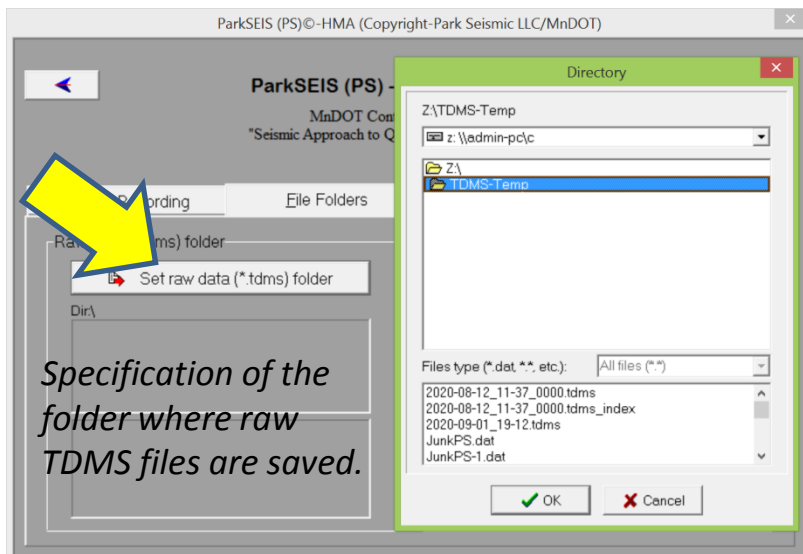 ParkSEIS (PS)©-HMA (Copyright-Park Seismic LLC/MnDOT)
ParkSEIS (PS) -
MnDOT Con
"Seismic Approach to Q
Recording
File Folders
Set raw data (*.tdms) folder
Dir:\
Specification of the
folder where raw
TDMS files are saved.
Directory
Z:\TDMS-Temp
z: \\admin-pc\c
Z:\
TDMS-Temp
Files type (*.dat, *.*, etc.):
All files (*.*)
2020-08-12_11-37_0000.tdms
2020-08-12_11-37_0000.tdms_index
2020-09-01_19-12.tdms
JunkPS.dat
JunkPS-1.dat
OK
Cancel